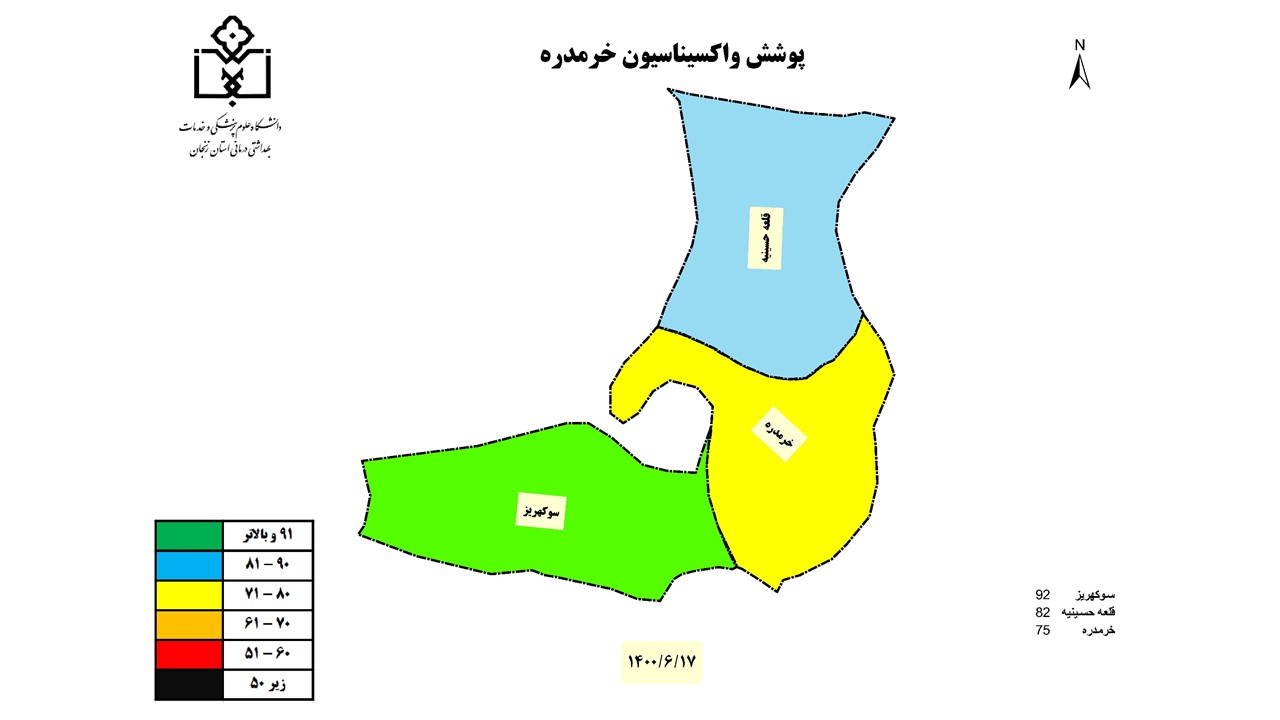 پوشش واکسیناسیون خرمدره
N
دانشگاه علوم پزشکی و خدمات
بهداشتی درمانی استان زنجان
قلعه حسینیه
خرمدره
سوکهریز
۹۱ و بالاتر
۸۱ – ۹۰
۷۱ – ۸۰
۶۱ – ۷۰
۵۱ – ۶۰
زیر ۵۰
سوکهریز 92
قلعه حسینیه 82
خرمدره 75
۱۴۰۰/۶/۱۷